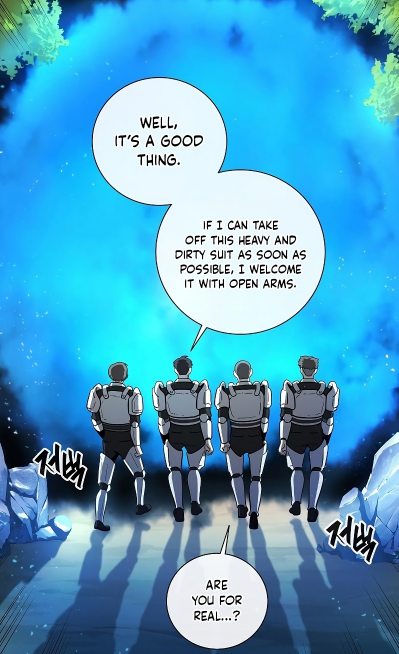 WELL,
IT'S A GOOD
THING.
IF I CAN TAKE
OFF THIS HEAVY AND
DIRTY SUIT AS SOON AS
POSSIBLE, I WELCOME
IT WITH OPEN ARMS.
저벅
저벅
ARE
YOU FOR
REAL...?